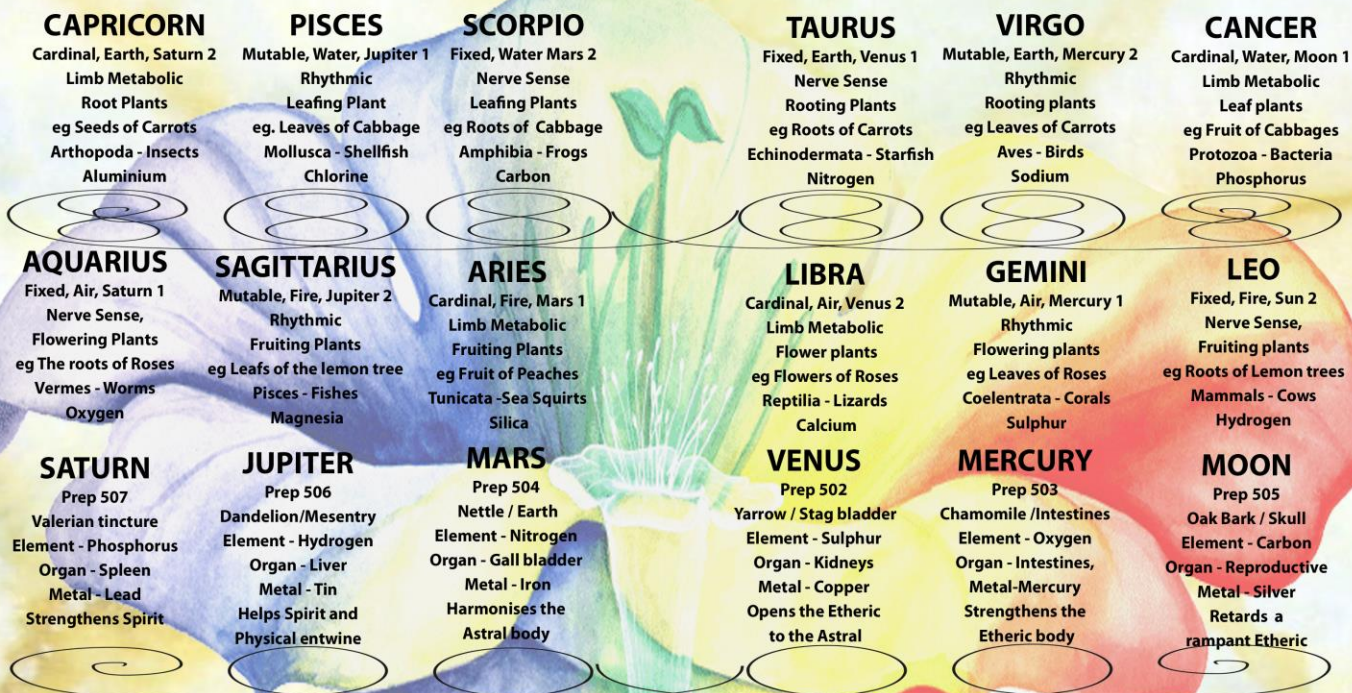 CAPRICORN
Cardinal, Earth, Saturn 2
Limb Metabolic
Root Plants
eg Seeds of Carrots
Arthopoda - Insects
Aluminium
PISCES
Mutable, Water, Jupiter 1
Rhythmic
Leafing Plant
eg. Leaves of Cabbage
Mollusca - Shellfish
Chlorine
SCORPIO
Fixed, Water Mars 2
Nerve Sense
Leafing Plants
eg Roots of Cabbage
Amphibia - Frogs
Carbon
TAURUS
Fixed, Earth, Venus 1
Nerve Sense
Rooting Plants
eg Roots of Carrots
Echinodermata - Starfish
Nitrogen
VIRGO
Mutable, Earth, Mercury 2
Rhythmic
Rooting plants
eg Leaves of Carrots
Aves - Birds
Sodium
CANCER
Cardinal, Water, Moon 1
Limb Metabolic
Leaf plants
eg Fruit of Cabbages
Protozoa - Bacteria
Phosphorus
AQUARIUS
Fixed, Air, Saturn 1
Nerve Sense,
Flowering Plants
eg The roots of Roses
Vermes - Worms
Oxygen
SAGITTARIUS
Mutable, Fire, Jupiter 2
Rhythmic
Fruiting Plants
eg Leafs of the lemon tree
Pisces - Fishes
Magnesia
ARIES
Cardinal, Fire, Mars 1
Limb Metabolic
Fruiting Plants
eg Fruit of Peaches
Tunicata -Sea Squirts
Silica
LIBRA
Cardinal, Air, Venus 2
Limb Metabolic
Flower plants
eg Flowers of Roses
Reptilia - Lizards
Calcium
GEMINI
Mutable, Air, Mercury 1
Rhythmic
Flowering plants
eg Leaves of Roses
Coelentrata - Corals
Sulphur
LEO
Fixed, Fire, Sun 2
Nerve Sense,
Fruiting plants
eg Roots of Lemon trees
Mammals - Cows
Hydrogen
SATURN
Prep 507
Valerian tincture
Element - Phosphorus
Organ - Spleen
Metal - Lead
Strengthens Spirit
JUPITER
Prep 506
Dandelion/Mesentry
Element - Hydrogen
Organ - Liver
Metal - Tin
Helps Spirit and
Physical entwine
MARS
Prep 504
Nettle / Earth
Element - Nitrogen
Organ - Gall bladder
Metal - Iron
Harmonises the
Astral body
VENUS
Prep 502
Yarrow / Stag bladder
Element - Sulphur
Organ - Kidneys
Metal - Copper
Opens the Etheric
to the Astral
MERCURY
Prep 503
Chamomile /Intestines
Element - Oxygen
Organ - Intestines,
Metal-Mercury
Strengthens the
Etheric body
MOON
Prep 505
Oak Bark / Skull
Element - Carbon
Organ - Reproductive
Metal - Silver
Retards a
rampant Etheric